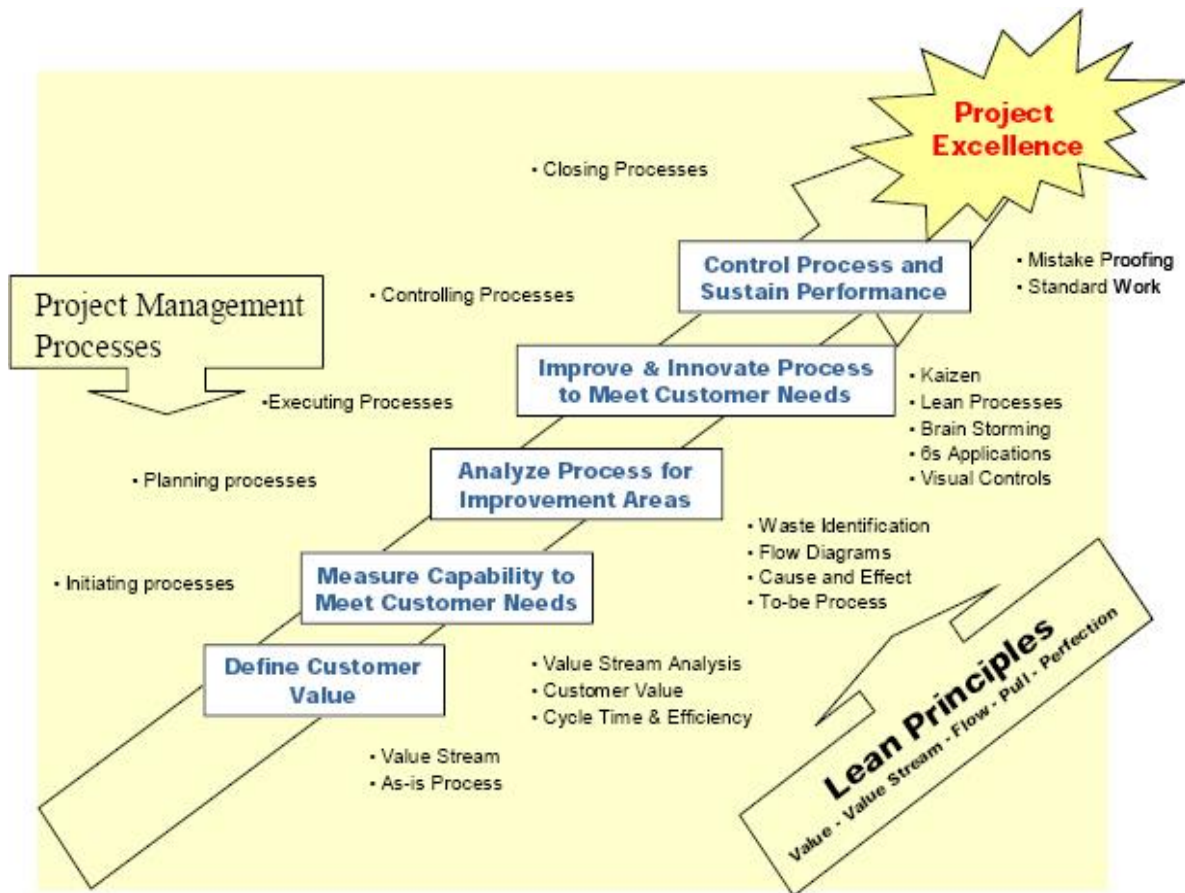 Project
Excellence
• Closing Processes
Control Process and
Sustain Performance
• Mistake Proofing
• Standard Work
Project Management
Processes
• Controlling Processes
Improve & Innovate Process
to Meet Customer Needs
• Kaizen
• Lean Processes
• Brain Storming
• 6s Applications
• Visual Controls
•Executing Processes
Analyze Process for
Improvement Areas
• Planning processes
• Waste Identification
• Flow Diagrams
• Cause and Effect
• To-be Process
• Initiating processes
Measure Capability to
Meet Customer Needs
Define Customer
Value
• Value Stream Analysis
• Customer Value
• Cycle Time & Efficiency
• Value Stream
• As-is Process
Lean Principles
Value - Value Stream - Flow - Pull - Perfection